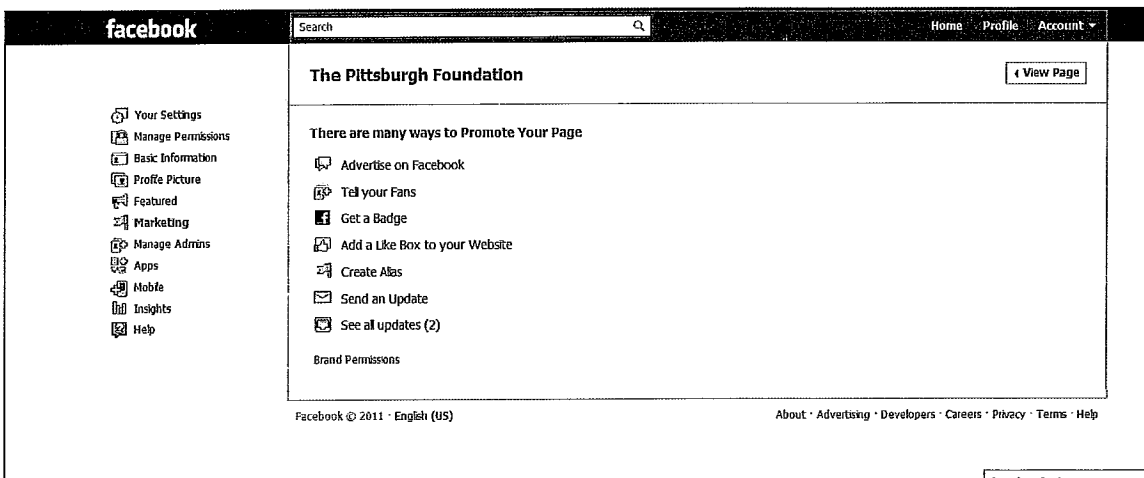 facebook
Search
Home Profile Account
The Pittsburgh Foundation
View Page
Your Settings
Manage Permissions
Basic Information
Profile Picture
Featured
Marketing
Manage Admins
Apps
Mobile
Insights
Help
There are many ways to Promote Your Page
Advertise on Facebook
Tell your Fans
Get a Badge
Add a Like Box to your Website
Create Alias
Send an Update
See all updates (2)
Brand Permissions
Facebook © 2011 · English (US)
About · Advertising · Developers · Careers · Privacy · Terms · Help